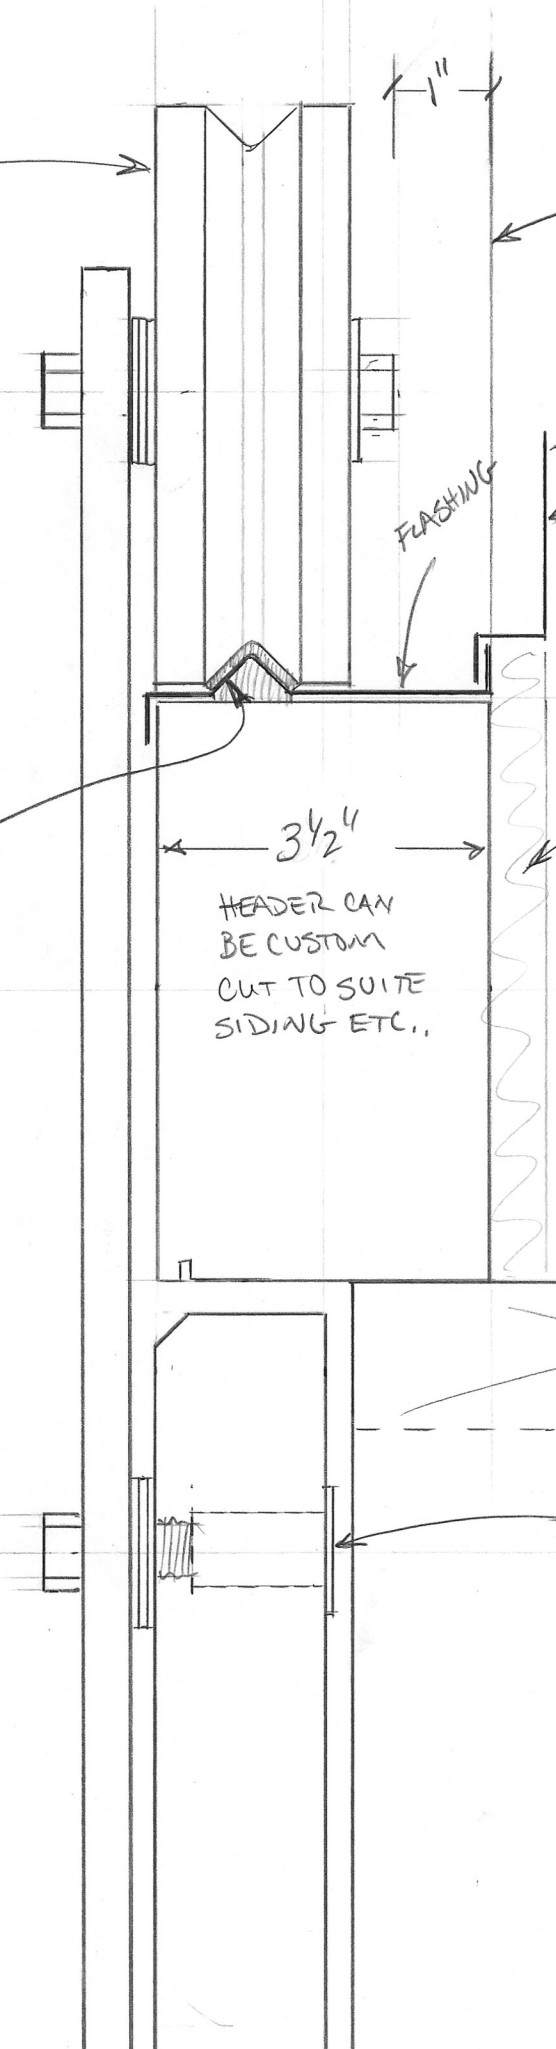 1"
FLASHING
3½"
HEADER CAN
BE CUSTOM
CUT TO SUITE
SIDING ETC..